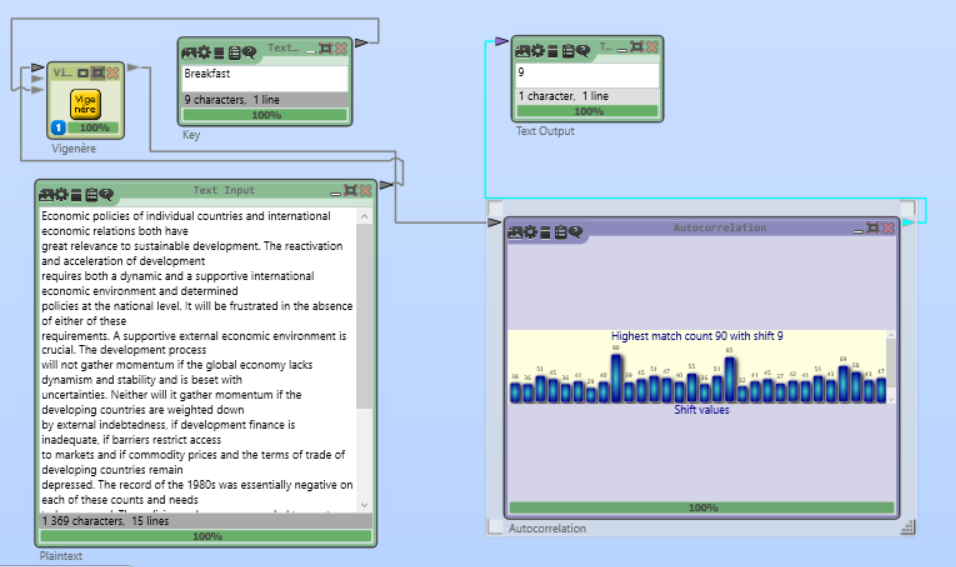 Text...
Breakfast
9 characters, 1 line
100%
Key
Vi...
Vige
nère
1
100%
Vigenère
T...
9
1 character, 1 line
100%
Text Output
Text Input
Economic policies of individual countries and international
economic relations both have
great relevance to sustainable development. The reactivation
and acceleration of development
requires both a dynamic and a supportive international
economic environment and determined
policies at the national level. It will be frustrated in the absence
of either of these
requirements. A supportive external economic environment is
crucial. The development process
will not gather momentum if the global economy lacks
dynamism and stability and is beset with
uncertainties. Neither will it gather momentum if the
developing countries are weighted down
by external indebtedness, if development finance is
inadequate, if barriers restrict access
to markets and if commodity prices and the terms of trade of
developing countries remain
depressed. The record of the 1980s was essentially negative on
each of these counts and needs
1 369 characters, 15 lines
100%
Plaintext
Autocorrelation
Highest match count 90 with shift 9
90
85
36 36 51 45 36 41 29 40 36 45 51 47 40 55 36 51 32 41 45 37 42 41 51 43 69 58 43 47
Shift values
100%
Autocorrelation